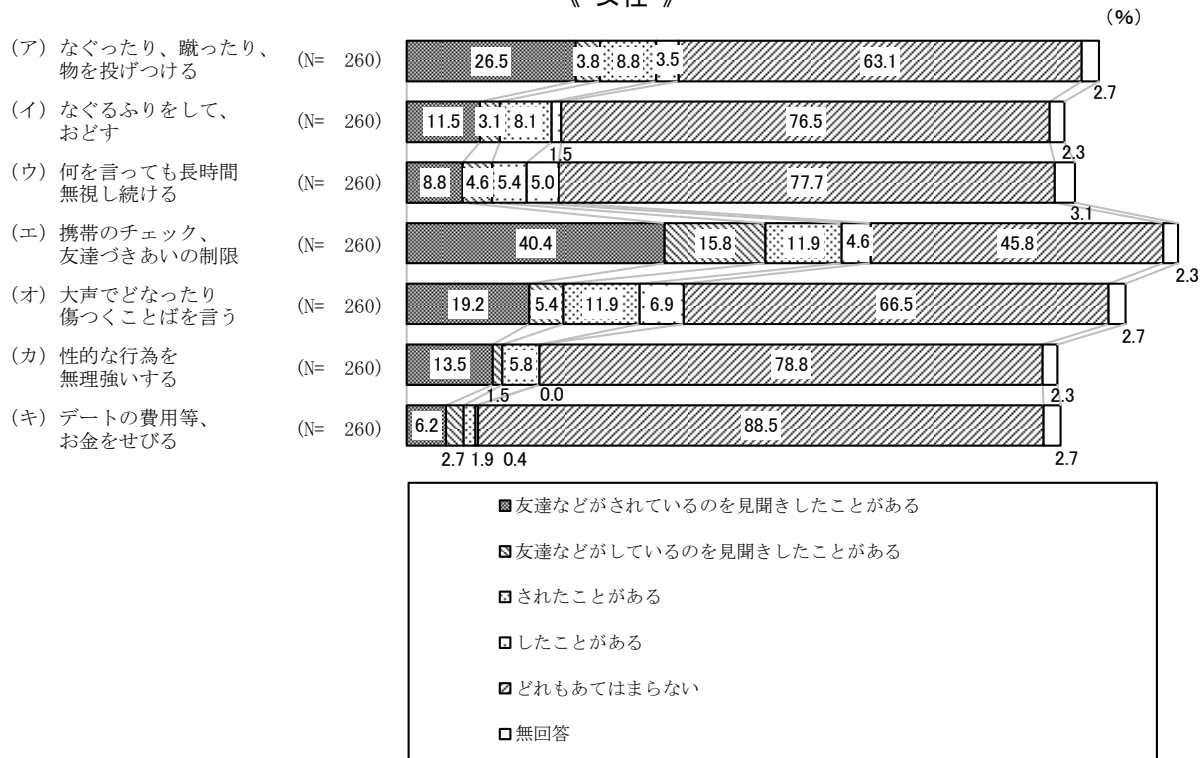 《 女性 》
（%）
（ア）なぐったり、蹴ったり、
物を投げつける
(N= 260)
26.5 3.8 8.8 3.5 63.1
2.7
（イ）なぐるふりをして、
おどす
(N= 260)
11.5 3.1 8.1 76.5
1.5 2.3
（ウ）何を言っても長時間
無視し続ける
(N= 260)
8.8 4.6 5.4 5.0 77.7
3.1
（エ）携帯のチェック、
友達づきあいの制限
(N= 260)
40.4 15.8 11.9 4.6 45.8
2.3
（オ）大声でどなったり
傷つくことばを言う
(N= 260)
19.2 5.4 11.9 6.9 66.5
2.7
（カ）性的な行為を
無理強いする
(N= 260)
13.5 5.8 78.8
1.5 0.0 2.3
（キ）デートの費用等、
お金をせびる
(N= 260)
6.2 88.5
2.7 1.9 0.4 2.7
友達などがされているのを見聞きしたことがある
友達などがしているのを見聞きしたことがある
されたことがある
したことがある
どれもあてはまらない
無回答